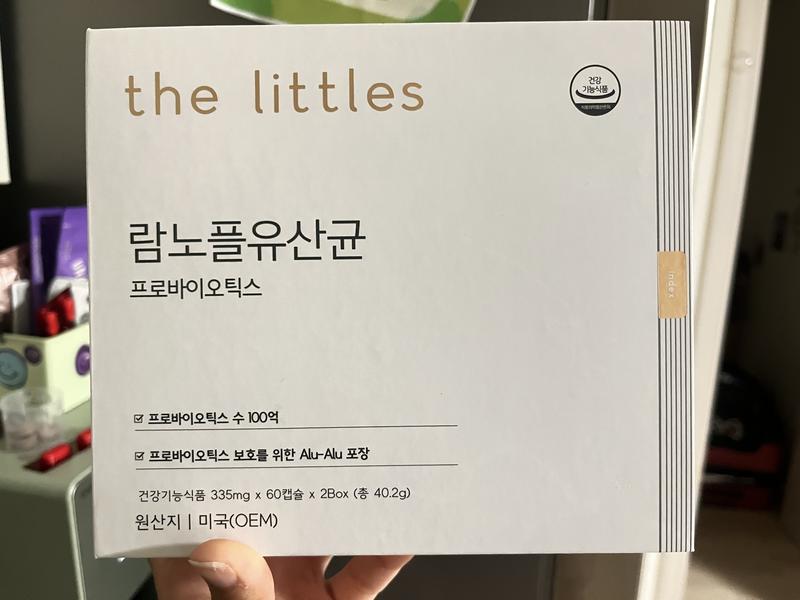 the littles
건강
기능식품
람노플유산균
프로바이오틱스
index
프로바이오틱스 수 100억
프로바이오틱스 보호를 위한 Alu-Alu 포장
건강기능식품 335mg x 60캡슐 x 2Box (총 40.2g)
원산지 | 미국(OEM)